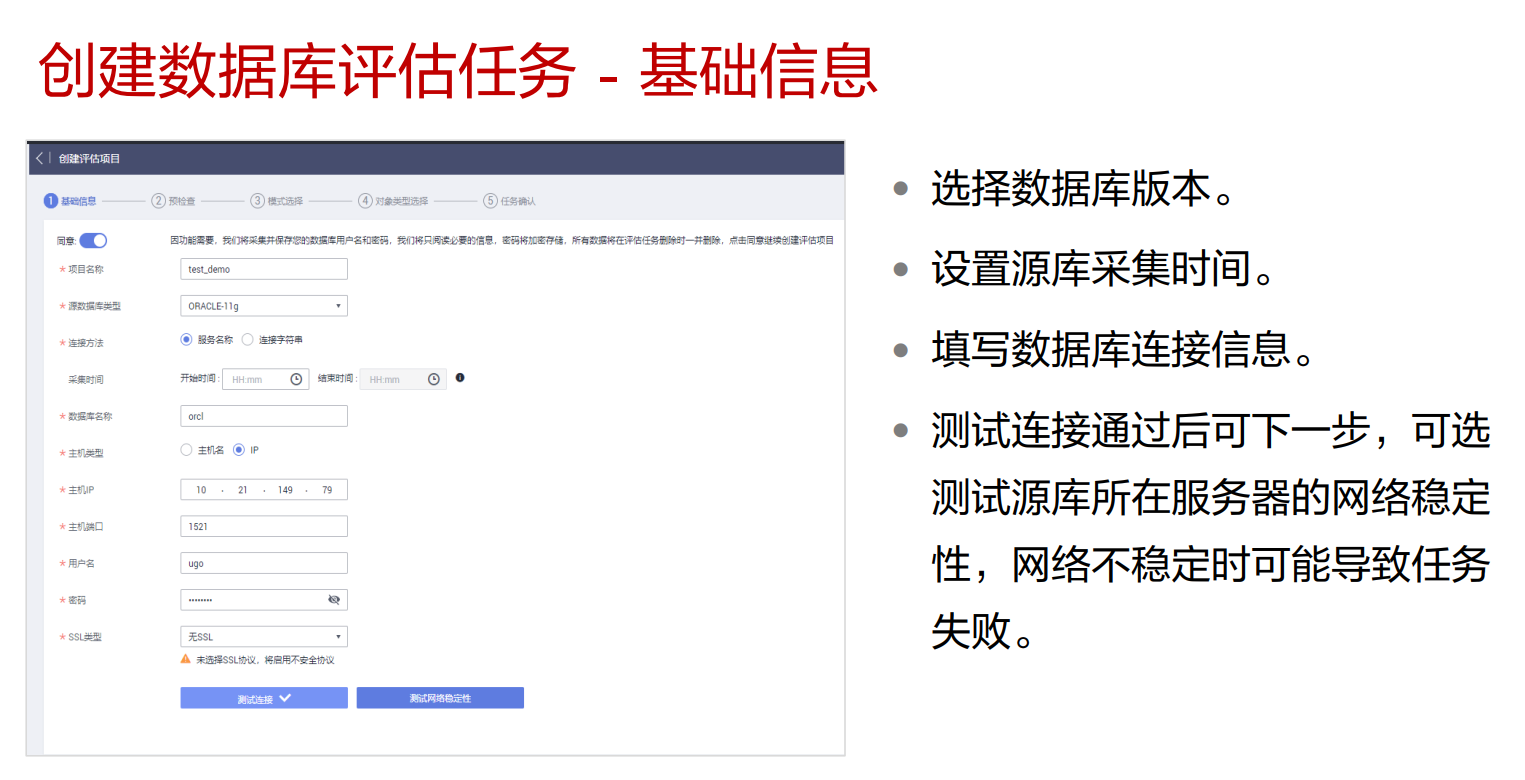 创建数据库评估任务 - 基础信息
创建评估项目
1 基础信息 2 预检查 3 模式选择 4 对象类型选择 5 任务确认
同意: 因功能需要，我们将采集并保存您的数据库用户名和密码，我们将只阅读必要的信息，密码将加密存储，所有数据将在评估任务删除时一并删除，点击同意继续创建评估项目
* 项目名称 test_demo
* 源数据库类型 ORACLE-11g
* 连接方法 服务名称 连接字符串
采集时间 开始时间 : HH:mm 结束时间 : HH:mm
* 数据库名称 orcl
* 主机类型 主机名 IP
* 主机IP 10 . 21 . 149 . 79
* 主机端口 1521
* 用户名 ugo
* 密码 ••••••••
* SSL类型 无SSL
未选择SSL协议，将启用不安全协议
测试连接 测试网络稳定性
• 选择数据库版本。
• 设置源库采集时间。
• 填写数据库连接信息。
• 测试连接通过后可下一步，可选
测试源库所在服务器的网络稳定
性，网络不稳定时可能导致任务
失败。